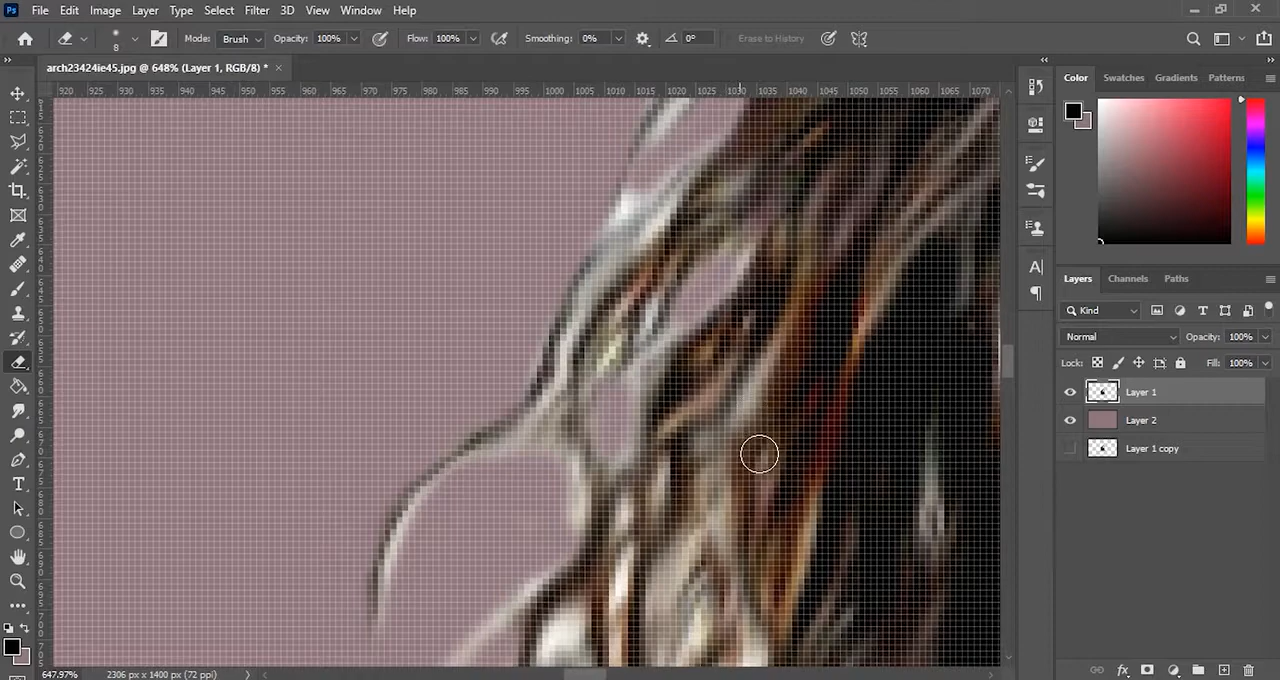 Ps File Edit Image Layer Type Select Filter 3D View Window Help
8 Mode: Brush Opacity: 100% Flow: 100% Smoothing: 0% 0° Erase to History
arch23424ie45.jpg @ 648% (Layer 1, RGB/8) *
920 925 930 935 940 945 950 955 960 965 970 975 980 985 990 995 1000 1005 1010 1015 1020 1025 1030 1035 1040 1045 1050 1055 1060 1065 1070
Color Swatches Gradients Patterns
Layers Channels Paths
Kind
Normal Opacity: 100%
Lock: Fill: 100%
Layer 1
Layer 2
Layer 1 copy
647.97% 2306 px x 1400 px (72 ppi)